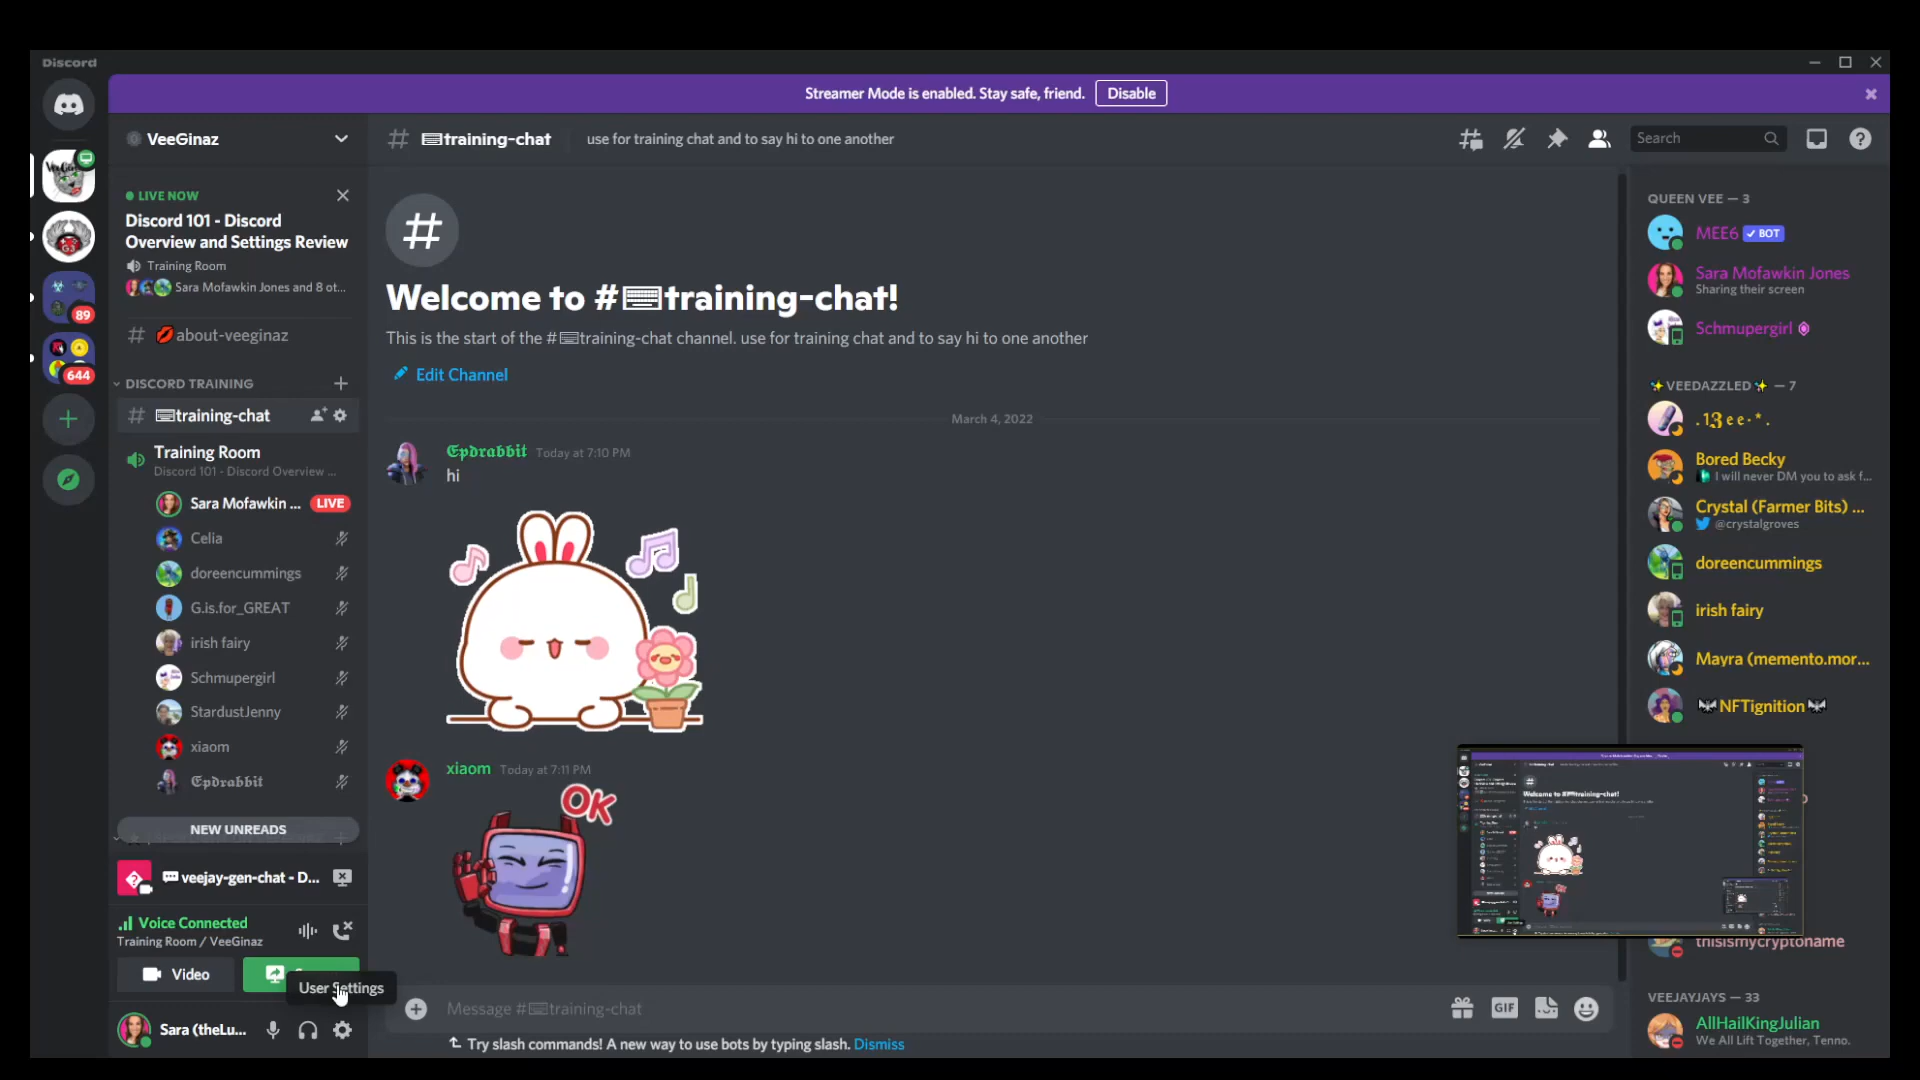 Discord
Streamer Mode is enabled. Stay safe, friend.
Disable
VeeGinaz
# ⌨training-chat
use for training chat and to say hi to one another
Search
LIVE NOW
Discord 101 - Discord
Overview and Settings Review
Training Room
Sara Mofawkin Jones and 8 ot...
# 💋about-veeginaz
DISCORD TRAINING
# ⌨training-chat
Training Room
Discord 101 - Discord Overview ...
Sara Mofawkin ... LIVE
Celia
doreencummings
G.is.for_GREAT
irish fairy
Schmupergirl
StardustJenny
xiaom
𝕰𝖕𝖉𝖗𝖆𝖇𝖇𝖎𝖙
NEW UNREADS
💬veejay-gen-chat - D...
Voice Connected
Training Room / VeeGinaz
Video
User Settings
Sara (theLu...
89
644
#
Welcome to #⌨training-chat!
This is the start of the #⌨training-chat channel. use for training chat and to say hi to one another
Edit Channel
March 4, 2022
𝕰𝖕𝖉𝖗𝖆𝖇𝖇𝖎𝖙 Today at 7:10 PM
hi
xiaom Today at 7:11 PM
OK
Message #⌨training-chat
GIF
Try slash commands! A new way to use bots by typing slash. Dismiss
QUEEN VEE — 3
MEE6 ✓ BOT
Sara Mofawkin Jones
Sharing their screen
Schmupergirl
✨VEEDAZZLED✨ — 7
Bored Becky
I will never DM you to ask f...
Crystal (Farmer Bits) ...
@crystalgroves
doreencummings
irish fairy
Mayra (memento.mor...
NFTignition
Welcome to #⌨training-chat!
thisismycryptoname
VEEJAYJAYS — 33
AllHailKingJulian
We All Lift Together, Tenno.